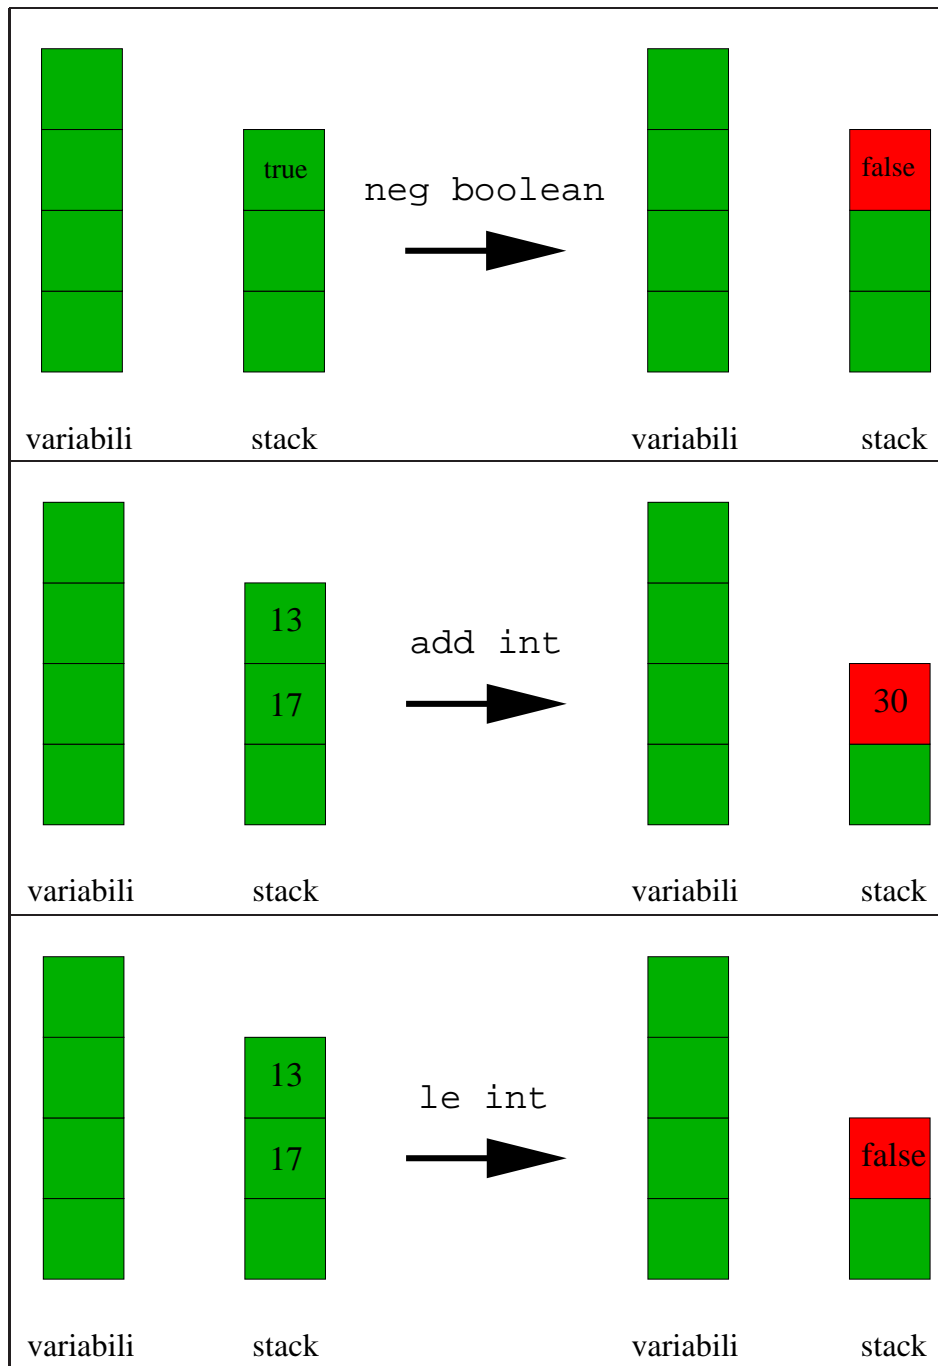 true
neg boolean
false
variabili stack variabili stack
13
add int
17
30
variabili stack variabili stack
13
le int
17
false
variabili stack variabili stack